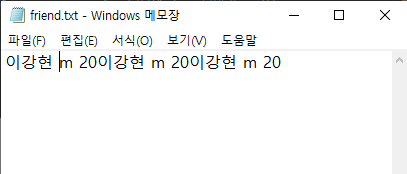 friend.txt - Windows 메모장
파일(F) 편집(E) 서식(O) 보기(V) 도움말
이강현 m 20이강현 m 20이강현 m 20